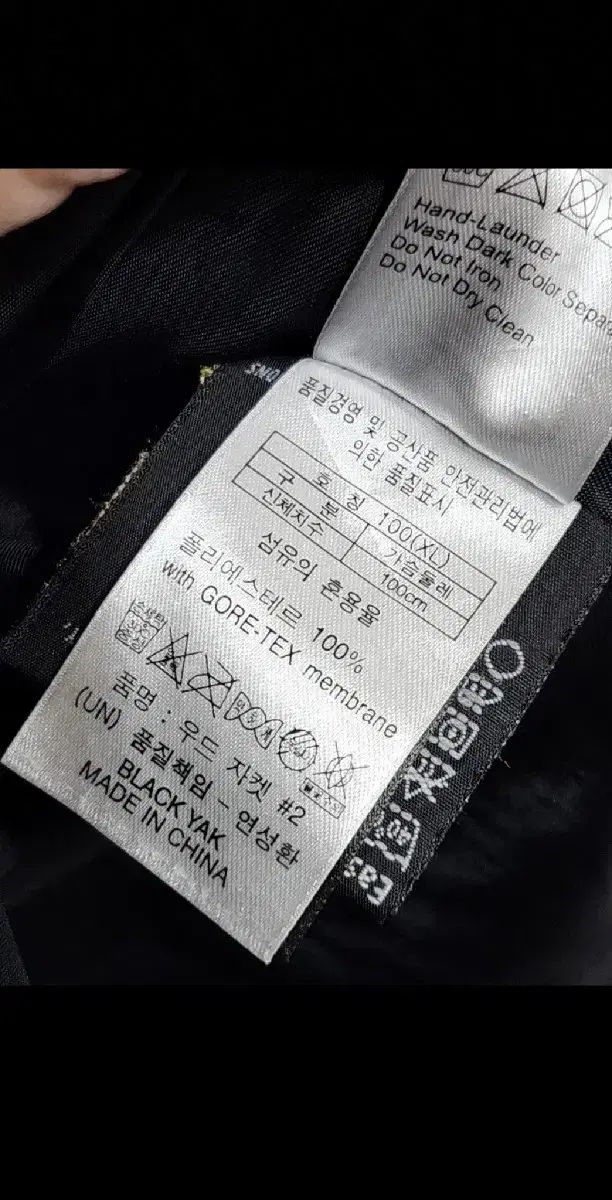 Hand-Launder
Wash Dark Color Separ
Do Not Iron
Do Not Dry Clean
품질경영 및 공산품 안전관리법에
의한 품질표시
호 칭 100(XL)
구 분 가슴둘레
신체치수 100cm
섬유의 혼용율
폴리에스테르 100%
with GORE-TEX membrane
손세탁
품명 : 우드 자켓 #2
(UN) 품질책임 - 연성환
BLACK YAK
MADE IN CHINA